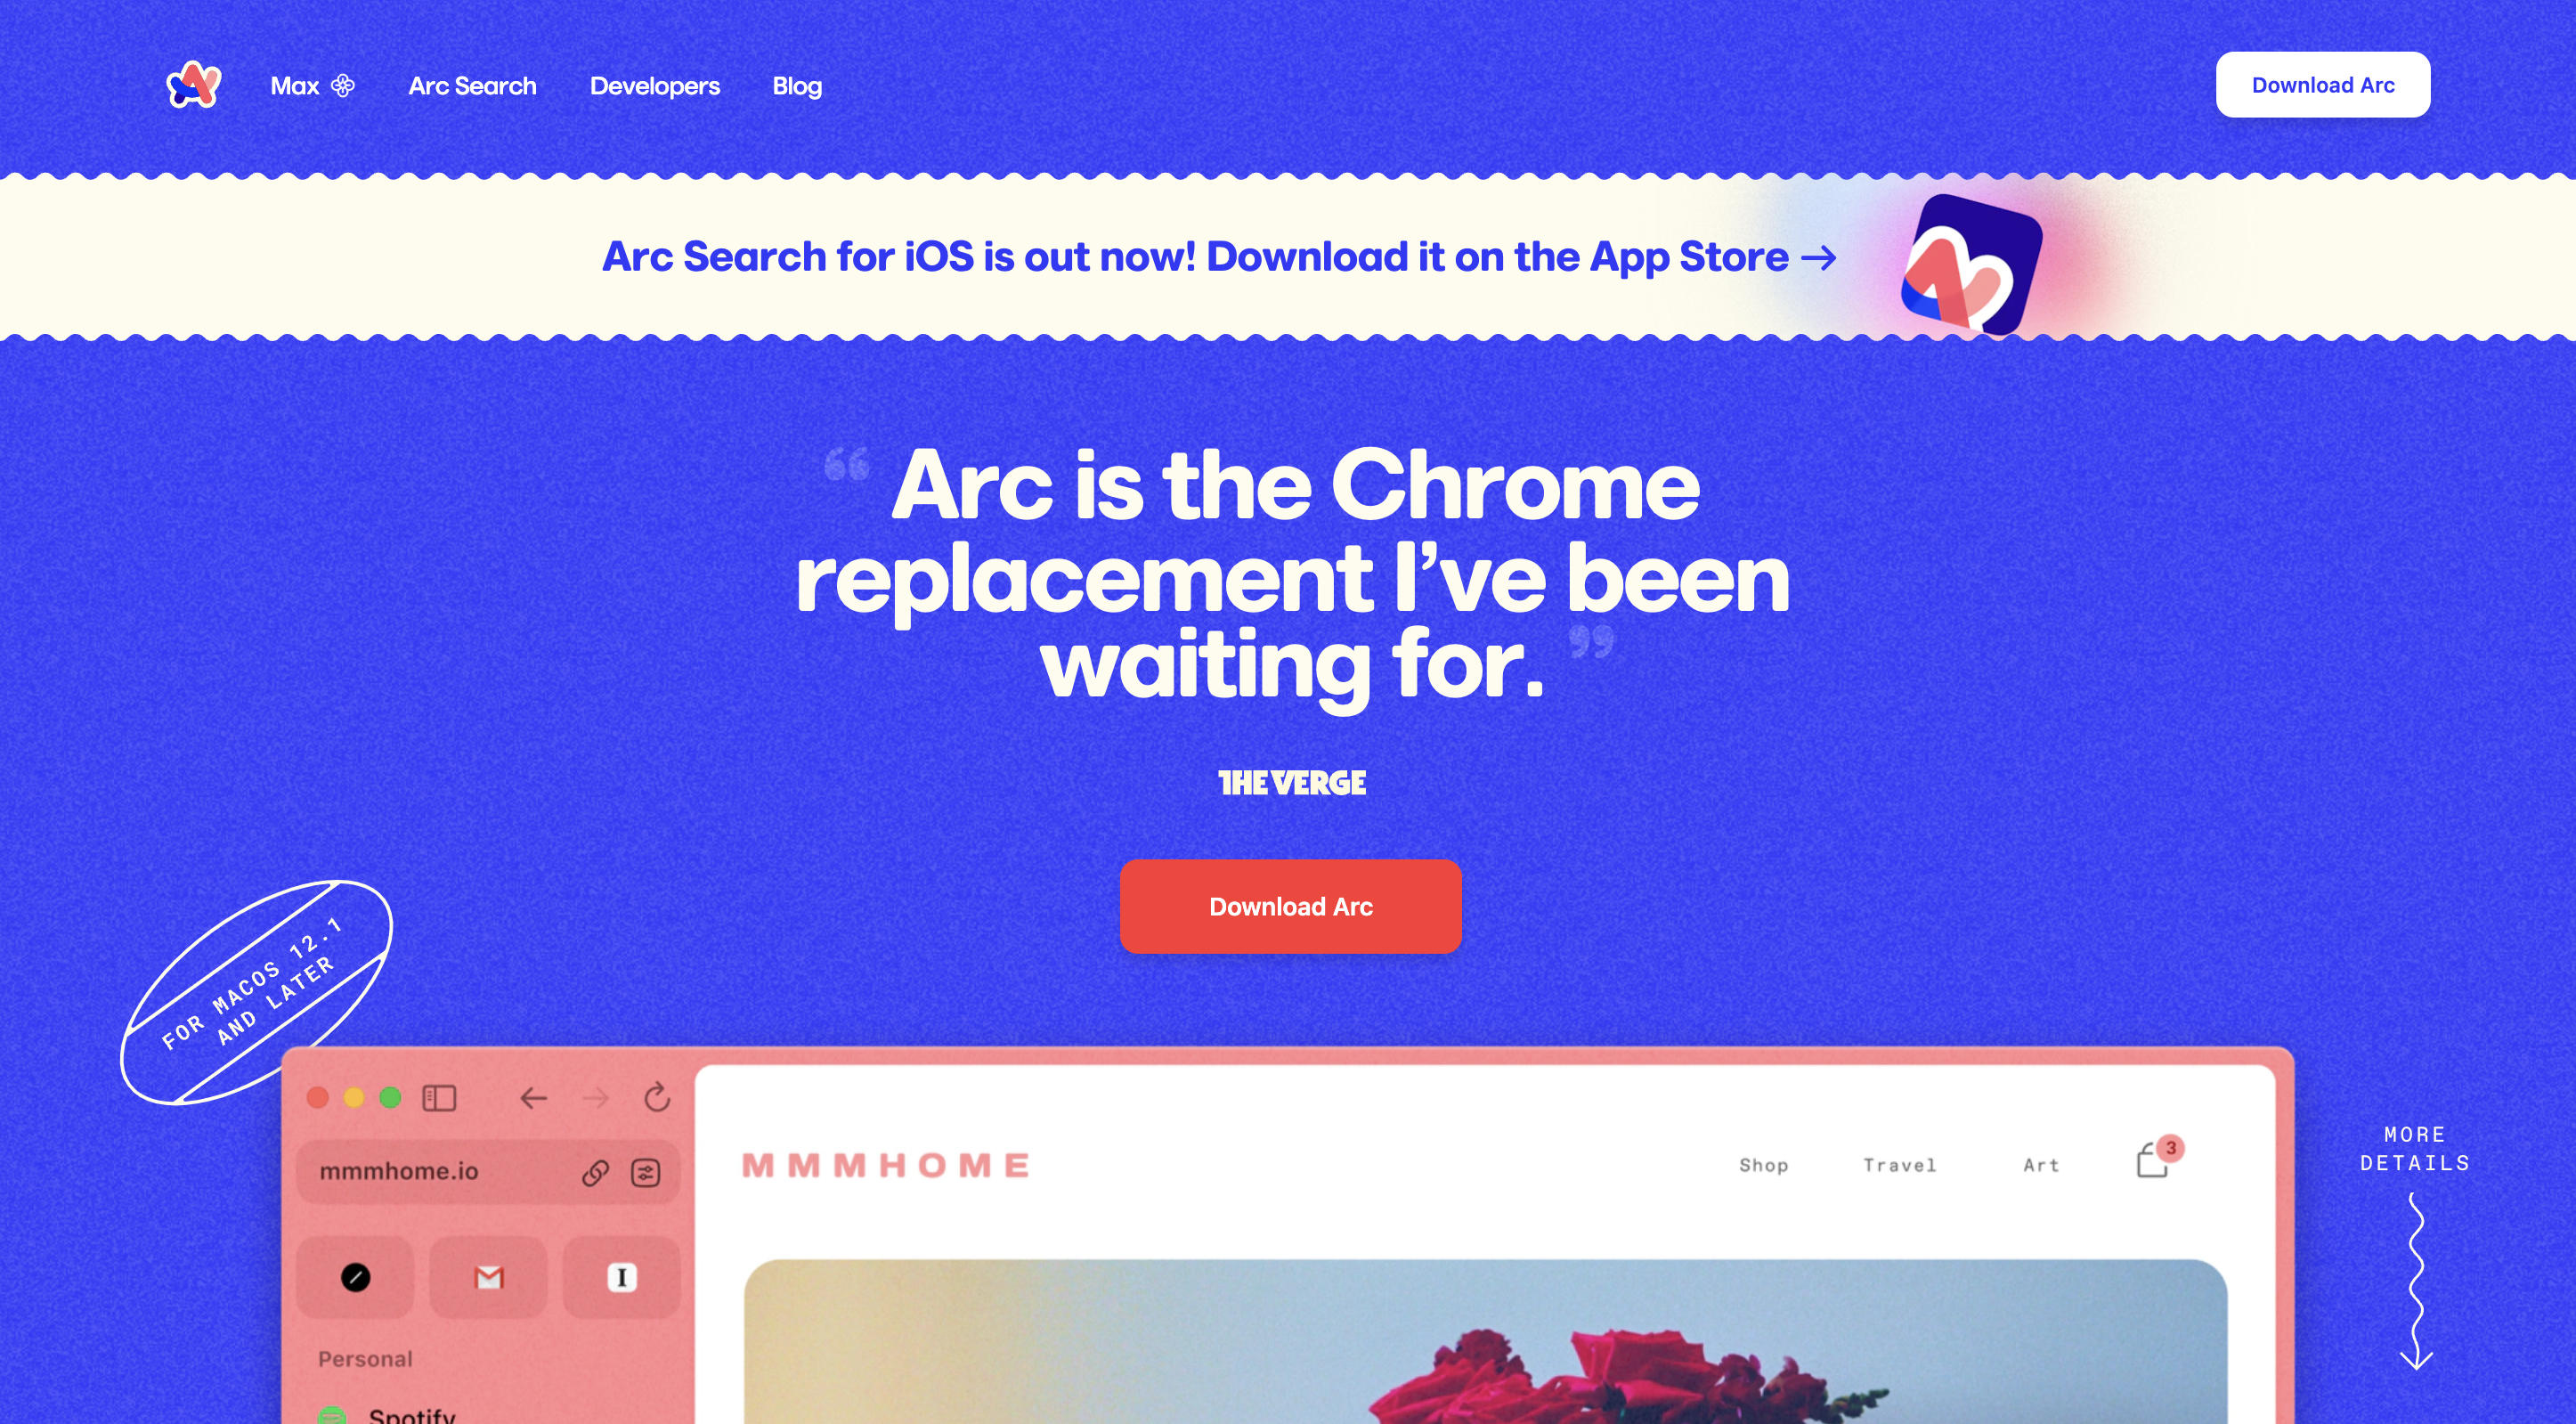 Max
Arc Search
Developers
Blog
Download Arc
Arc Search for iOS is out now! Download it on the App Store →
“ Arc is the Chrome
replacement I’ve been
waiting for. ”
THE VERGE
Download Arc
FOR MACOS 12.1
AND LATER
mmmhome.io
Personal
Spotify
MMMHOME
Shop
Travel
Art
3
MORE
DETAILS